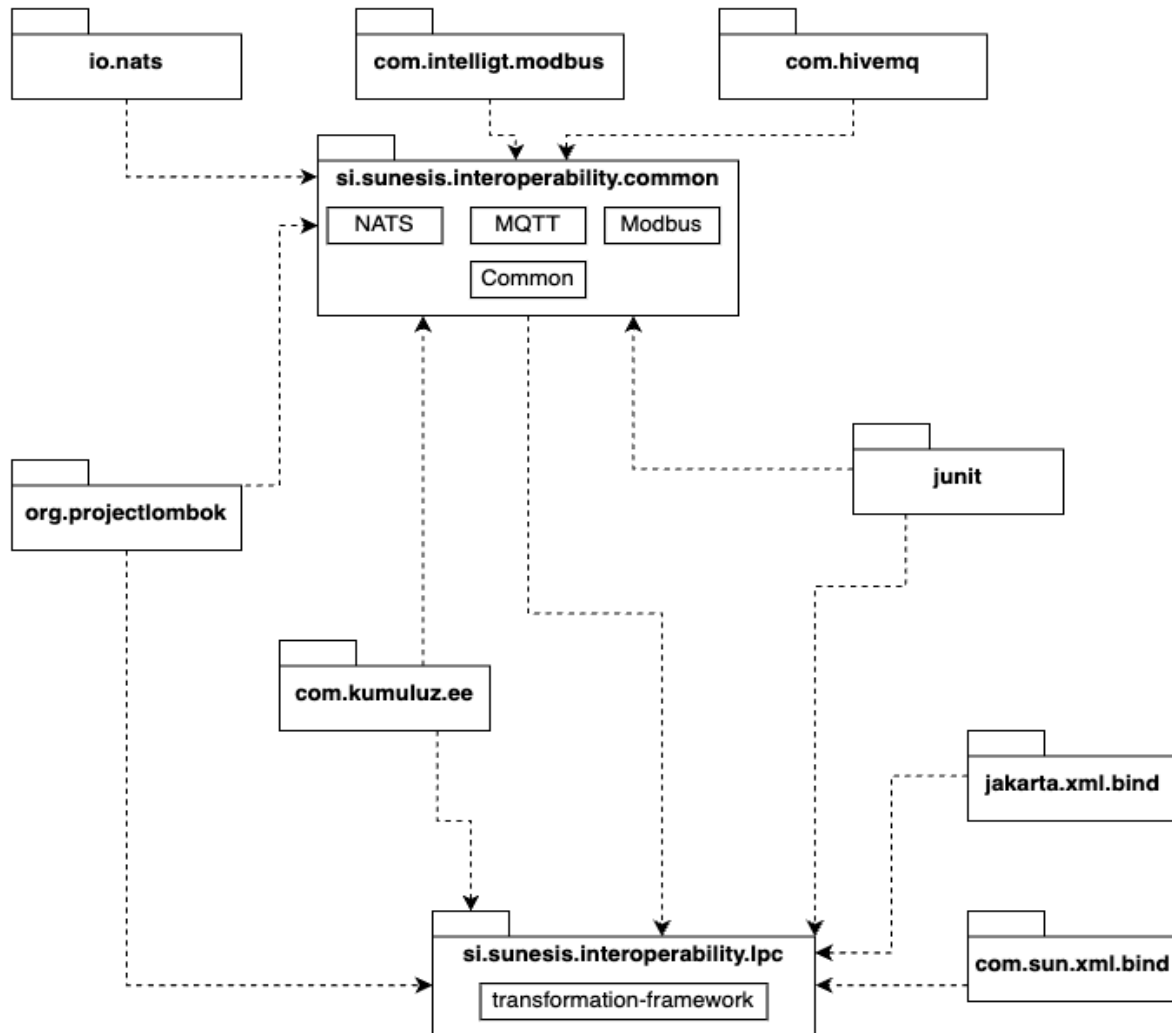 io.nats
com.intelligt.modbus
com.hivemq
si.sunesis.interoperability.common
NATS
MQTT
Modbus
Common
junit
org.projectlombok
com.kumuluz.ee
jakarta.xml.bind
si.sunesis.interoperability.lpc
com.sun.xml.bind
transformation-framework